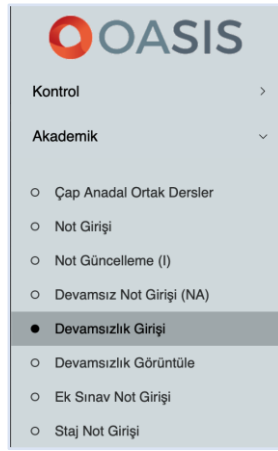 OASIS
Kontrol
Akademik
Çap Anadal Ortak Dersler
Not Girişi
Not Güncelleme (I)
Devamsız Not Girişi (NA)
Devamsızlık Girişi
Devamsızlık Görüntüle
Ek Sınav Not Girişi
Staj Not Girişi